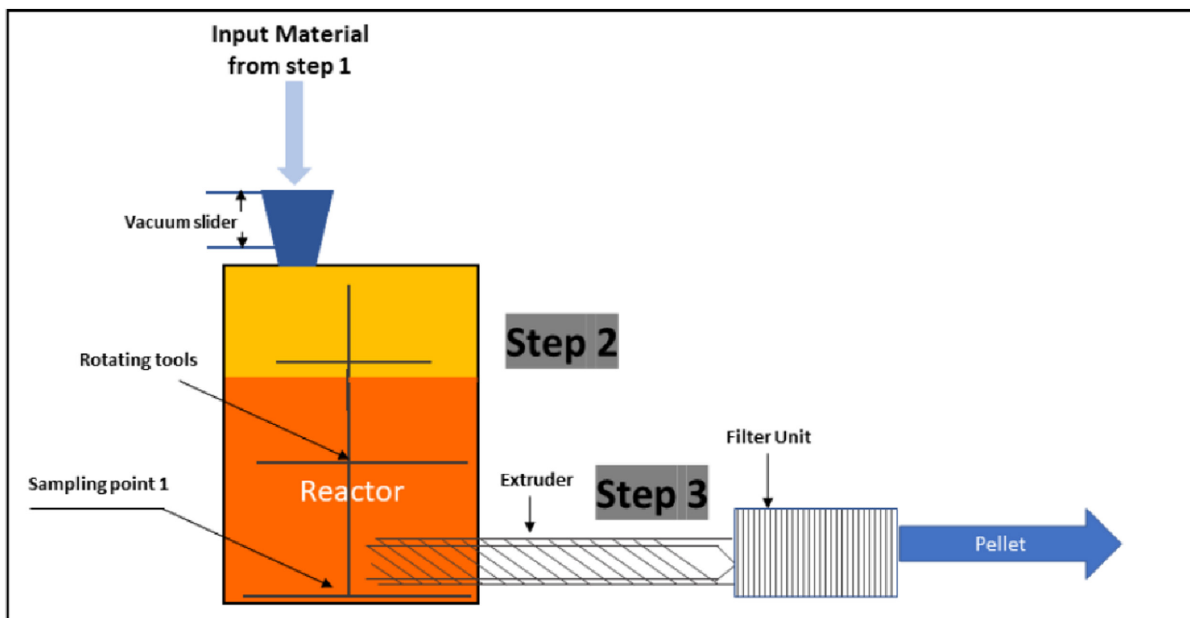 Input Material
from step 1
Vacuum slider
Step 2
Rotating tools
Filter Unit
Sampling point 1
Extruder
Step 3
Reactor
Pellet